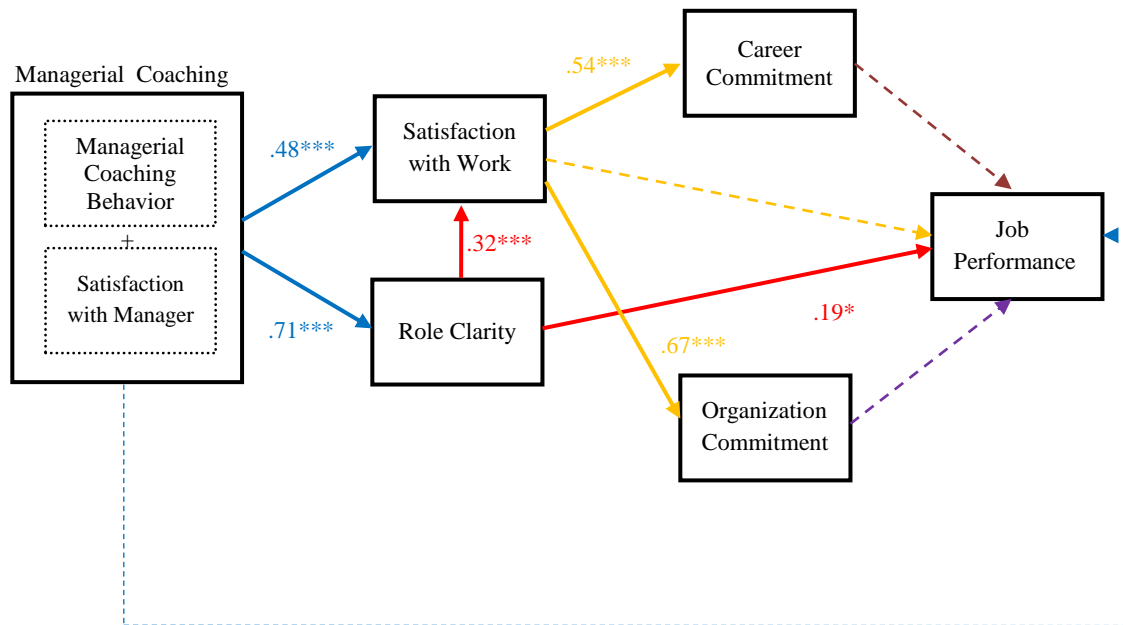 Managerial Coaching
Managerial
Coaching
Behavior
+
Satisfaction
with Manager
.48***
.71***
Satisfaction
with Work
.32***
Role Clarity
.54***
.67***
.19*
Career
Commitment
Organization
Commitment
Job
Performance